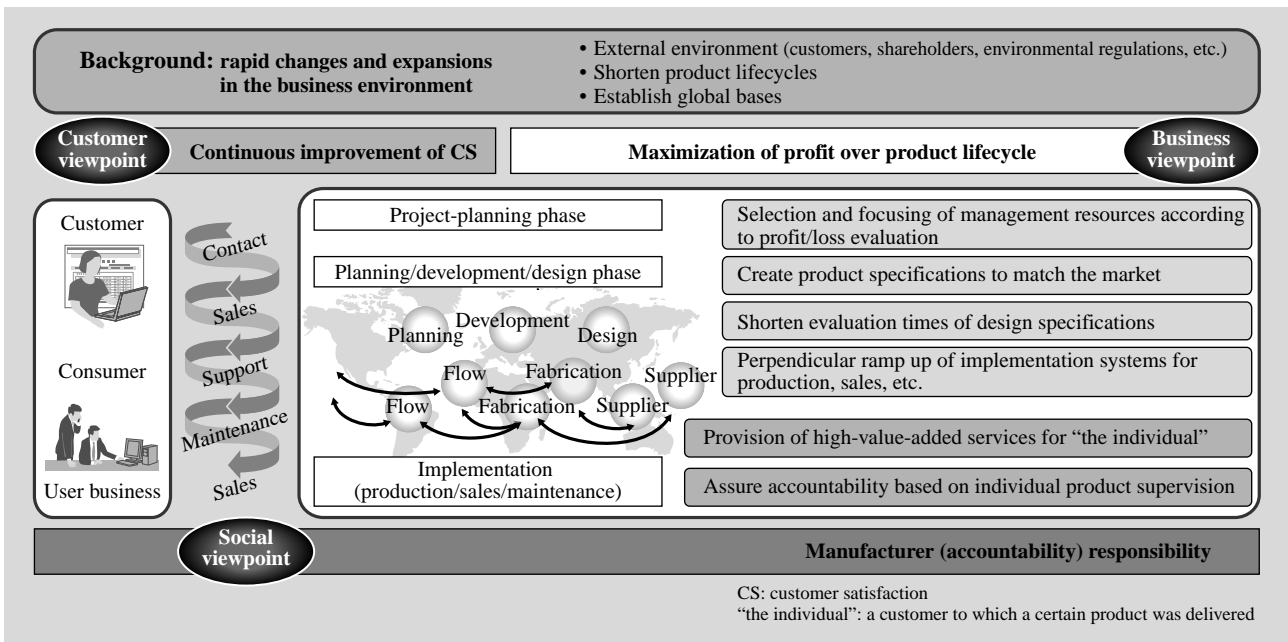 Background: rapid changes and expansions
in the business environment
• External environment (customers, shareholders, environmental regulations, etc.)
• Shorten product lifecycles
• Establish global bases
Customer
viewpoint
Continuous improvement of CS
Maximization of profit over product lifecycle
Business
viewpoint
Customer
Consumer
User business
Contact
Sales
Support
Maintenance
Sales
Project-planning phase
Planning/development/design phase
Planning
Development
Design
Flow
Fabrication
Supplier
Flow
Fabrication
Supplier
Implementation
(production/sales/maintenance)
Selection and focusing of management resources according
to profit/loss evaluation
Create product specifications to match the market
Shorten evaluation times of design specifications
Perpendicular ramp up of implementation systems for
production, sales, etc.
Provision of high-value-added services for “the individual”
Assure accountability based on individual product supervision
Social
viewpoint
Manufacturer (accountability) responsibility
CS: customer satisfaction
“the individual”: a customer to which a certain product was delivered